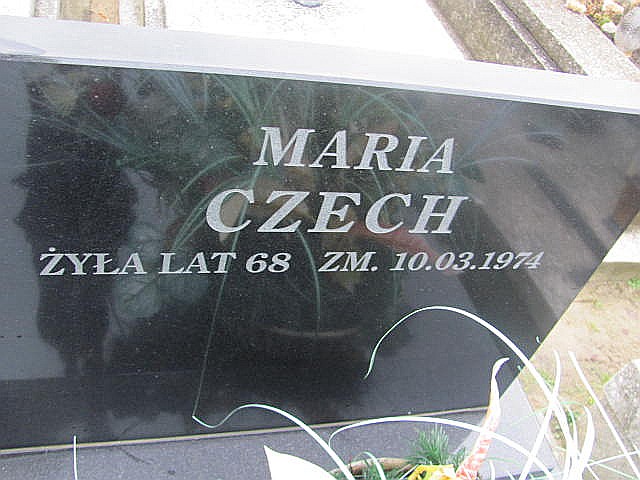 MARIA
CZECH
ŻYŁA LAT 68 ZM. 10.03.1974